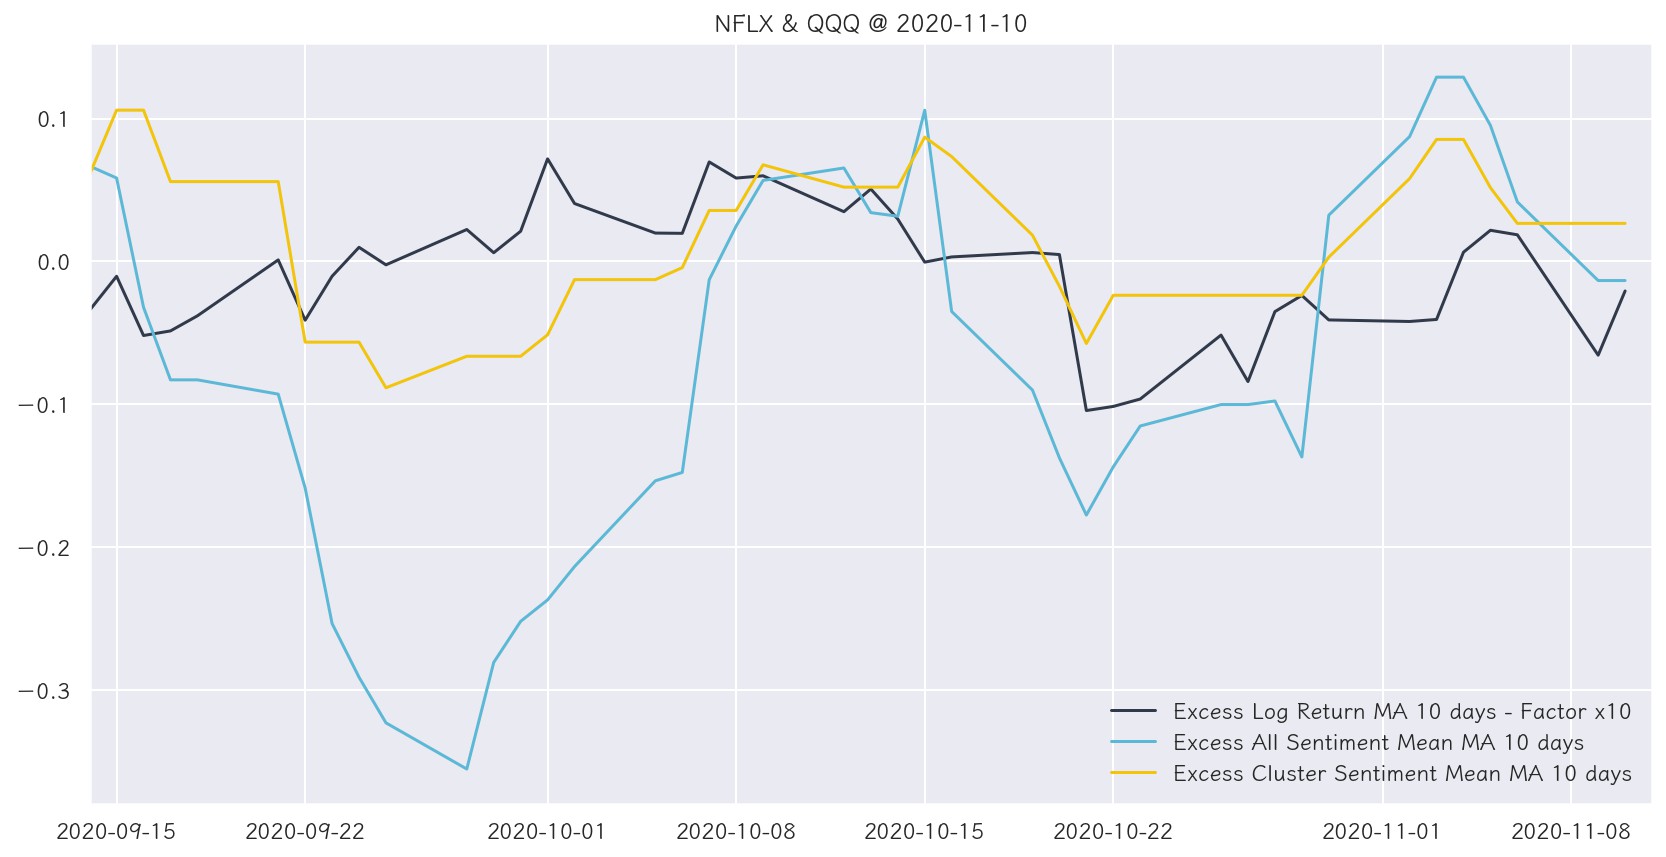 NFLX & QQQ @ 2020-11-10
0.1
0.0
−0.1
−0.2
−0.3
Excess Log Return MA 10 days - Factor x10
Excess All Sentiment Mean MA 10 days
Excess Cluster Sentiment Mean MA 10 days
2020-09-15 2020-09-22 2020-10-01 2020-10-08 2020-10-15 2020-10-22 2020-11-01 2020-11-08